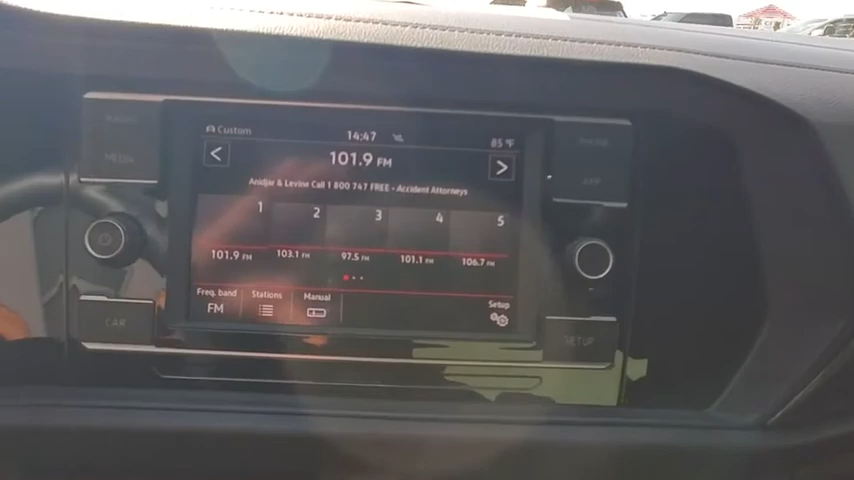 Custom 14:47 85 °F
101.9 FM
Anidjar & Levine Call 1 800 747 FREE - Accident Attorneys
1 2 3 4 5
101.9 FM 103.1 FM 97.5 FM 101.1 FM 106.7 FM
Freq. band Stations Manual Setup
FM
MEDIA
CAR
PHONE
APP
SETUP